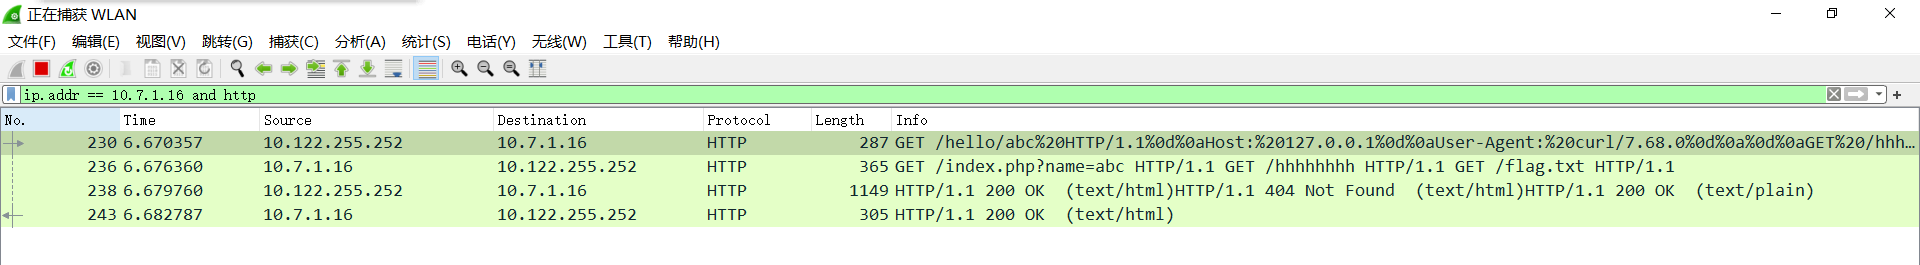 正在捕获 WLAN
文件(F) 编辑(E) 视图(V) 跳转(G) 捕获(C) 分析(A) 统计(S) 电话(Y) 无线(W) 工具(T) 帮助(H)
ip.addr == 10.7.1.16 and http
No. Time Source Destination Protocol Length Info
230 6.670357 10.122.255.252 10.7.1.16 HTTP 287 GET /hello/abc%20HTTP/1.1%0d%0aHost:%20127.0.0.1%0d%0aUser-Agent:%20curl/7.68.0%0d%0a%0d%0aGET%20/hhh…
236 6.676360 10.7.1.16 10.122.255.252 HTTP 365 GET /index.php?name=abc HTTP/1.1 GET /hhhhhhhh HTTP/1.1 GET /flag.txt HTTP/1.1
238 6.679760 10.122.255.252 10.7.1.16 HTTP 1149 HTTP/1.1 200 OK (text/html)HTTP/1.1 404 Not Found (text/html)HTTP/1.1 200 OK (text/plain)
243 6.682787 10.7.1.16 10.122.255.252 HTTP 305 HTTP/1.1 200 OK (text/html)